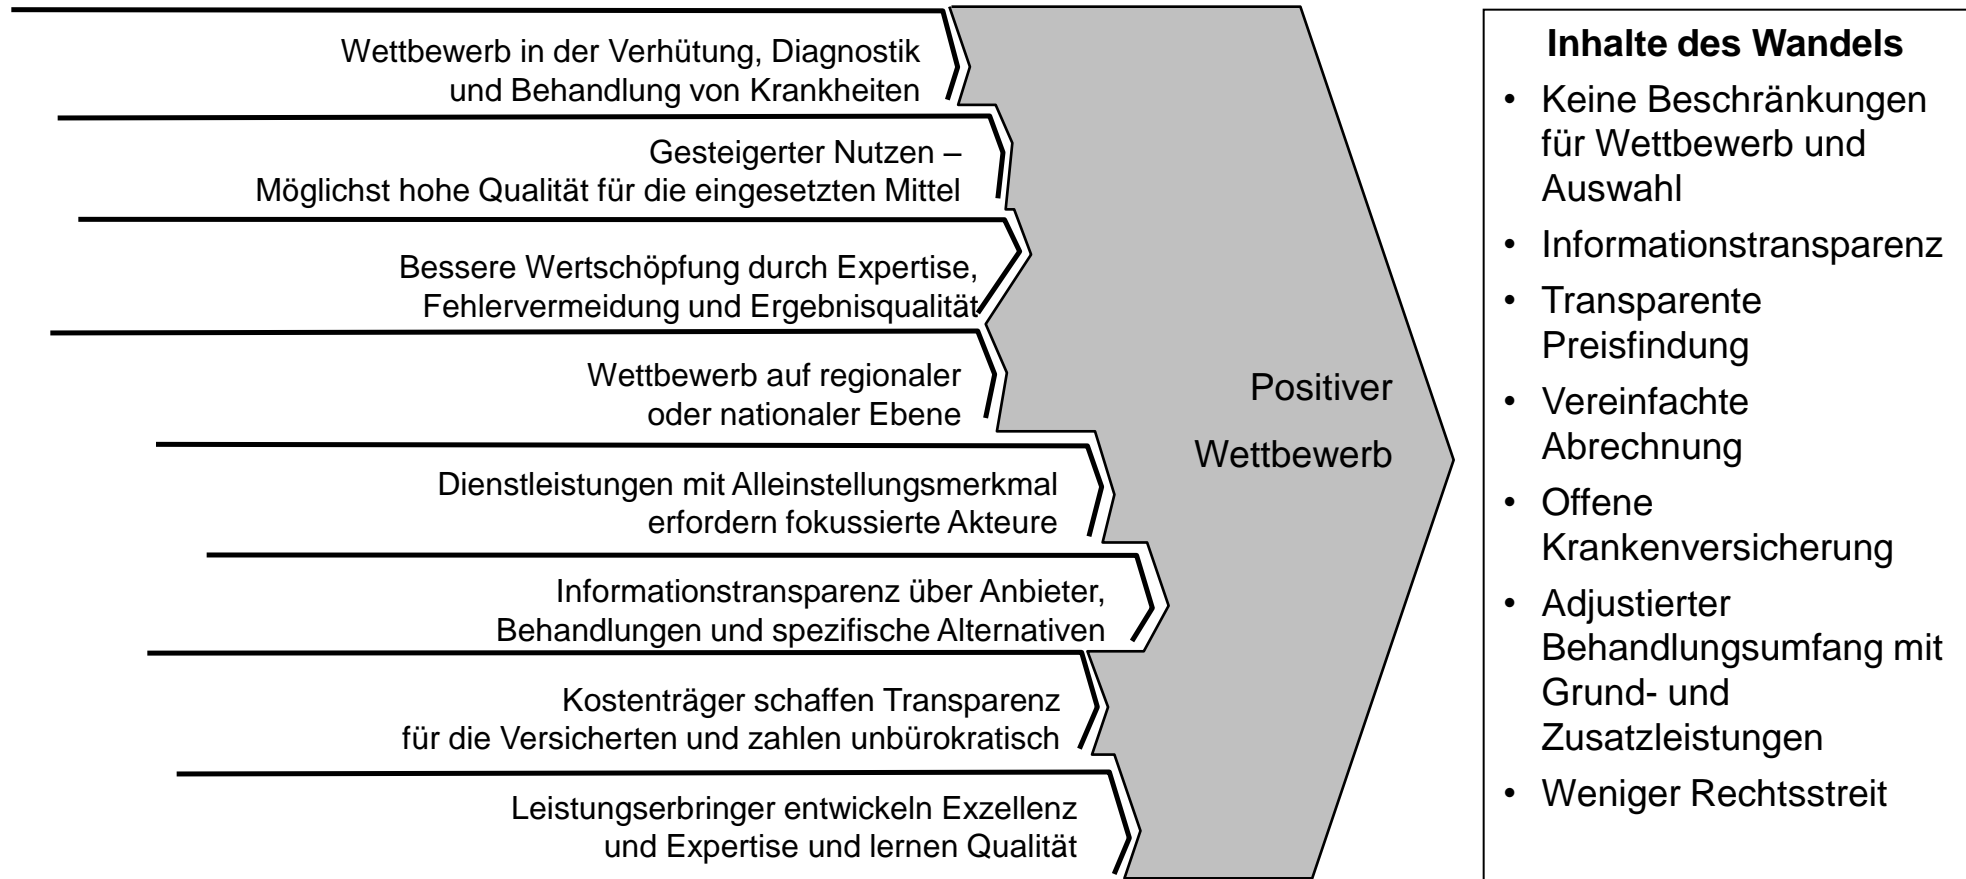 Wettbewerb in der Verhütung, Diagnostik
und Behandlung von Krankheiten
Gesteigerter Nutzen –
Möglichst hohe Qualität für die eingesetzten Mittel
Bessere Wertschöpfung durch Expertise,
Fehlervermeidung und Ergebnisqualität
Wettbewerb auf regionaler
oder nationaler Ebene
Dienstleistungen mit Alleinstellungsmerkmal
erfordern fokussierte Akteure
Informationstransparenz über Anbieter,
Behandlungen und spezifische Alternativen
Kostenträger schaffen Transparenz
für die Versicherten und zahlen unbürokratisch
Leistungserbringer entwickeln Exzellenz
und Expertise und lernen Qualität
Positiver
Wettbewerb
Inhalte des Wandels
• Keine Beschränkungen
für Wettbewerb und
Auswahl
• Informationstransparenz
• Transparente
Preisfindung
• Vereinfachte
Abrechnung
• Offene
Krankenversicherung
• Adjustierter
Behandlungsumfang mit
Grund- und
Zusatzleistungen
• Weniger Rechtsstreit